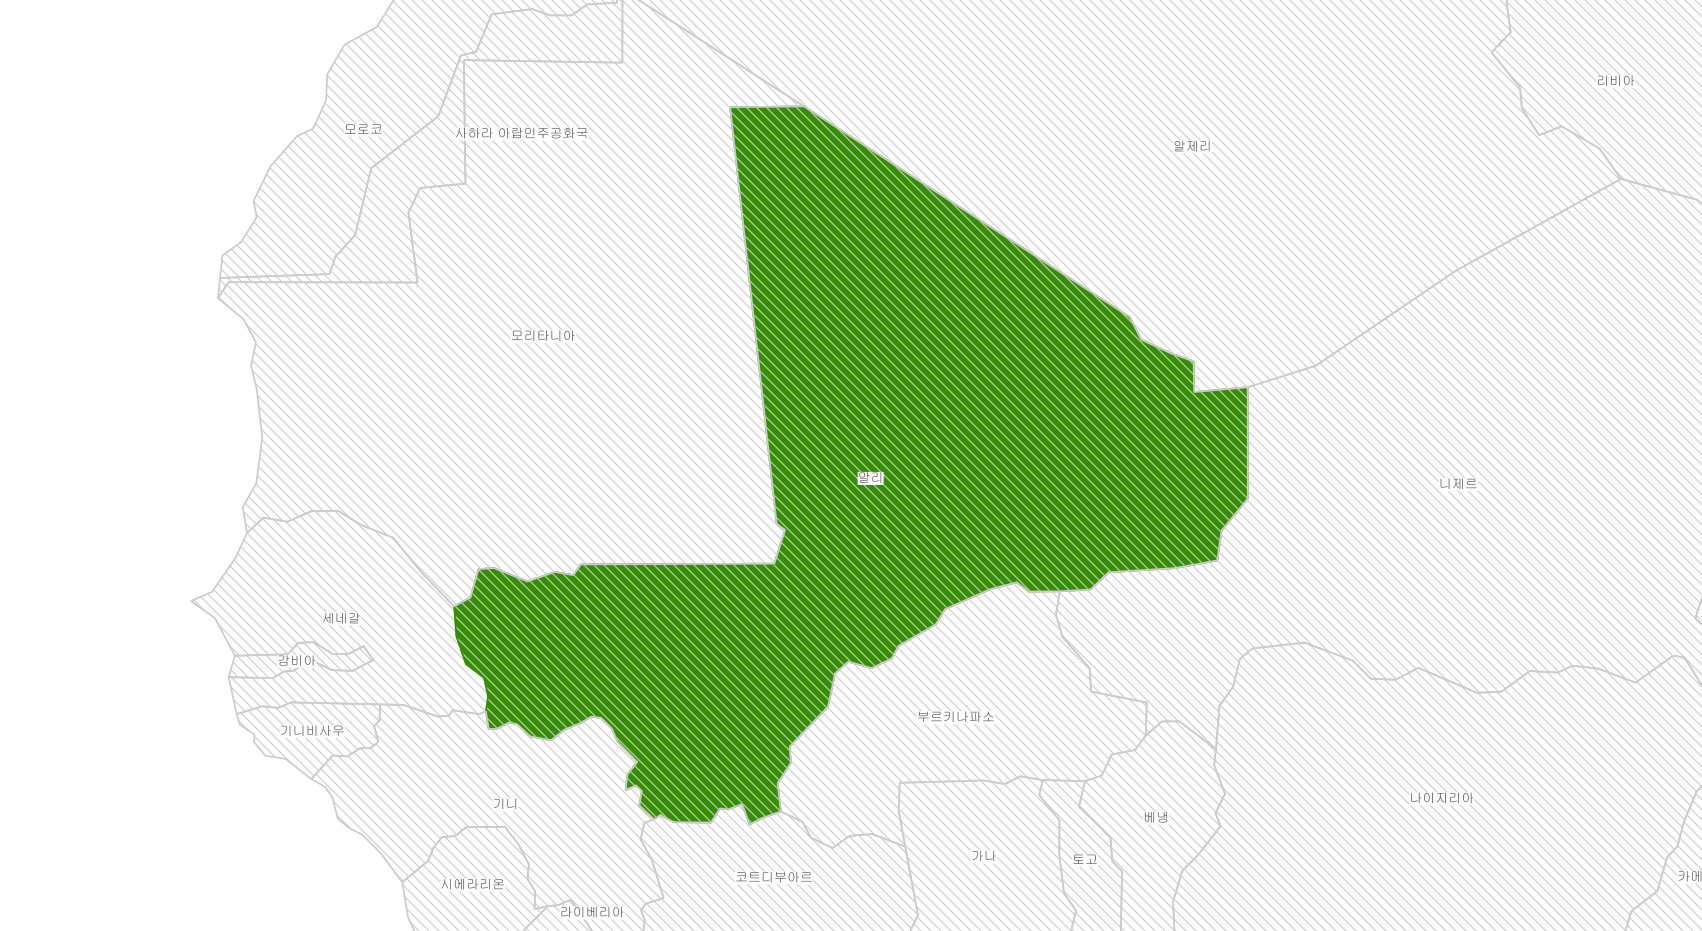 리비아
모로코
사하라 아랍민주공화국
알제리
모리타니아
말리
니제르
세네갈
감비아
부르키나파소
기니비사우
나이지리아
기니
베냉
가나
토고
코트디부아르
카메
시에라리온
라이베리아